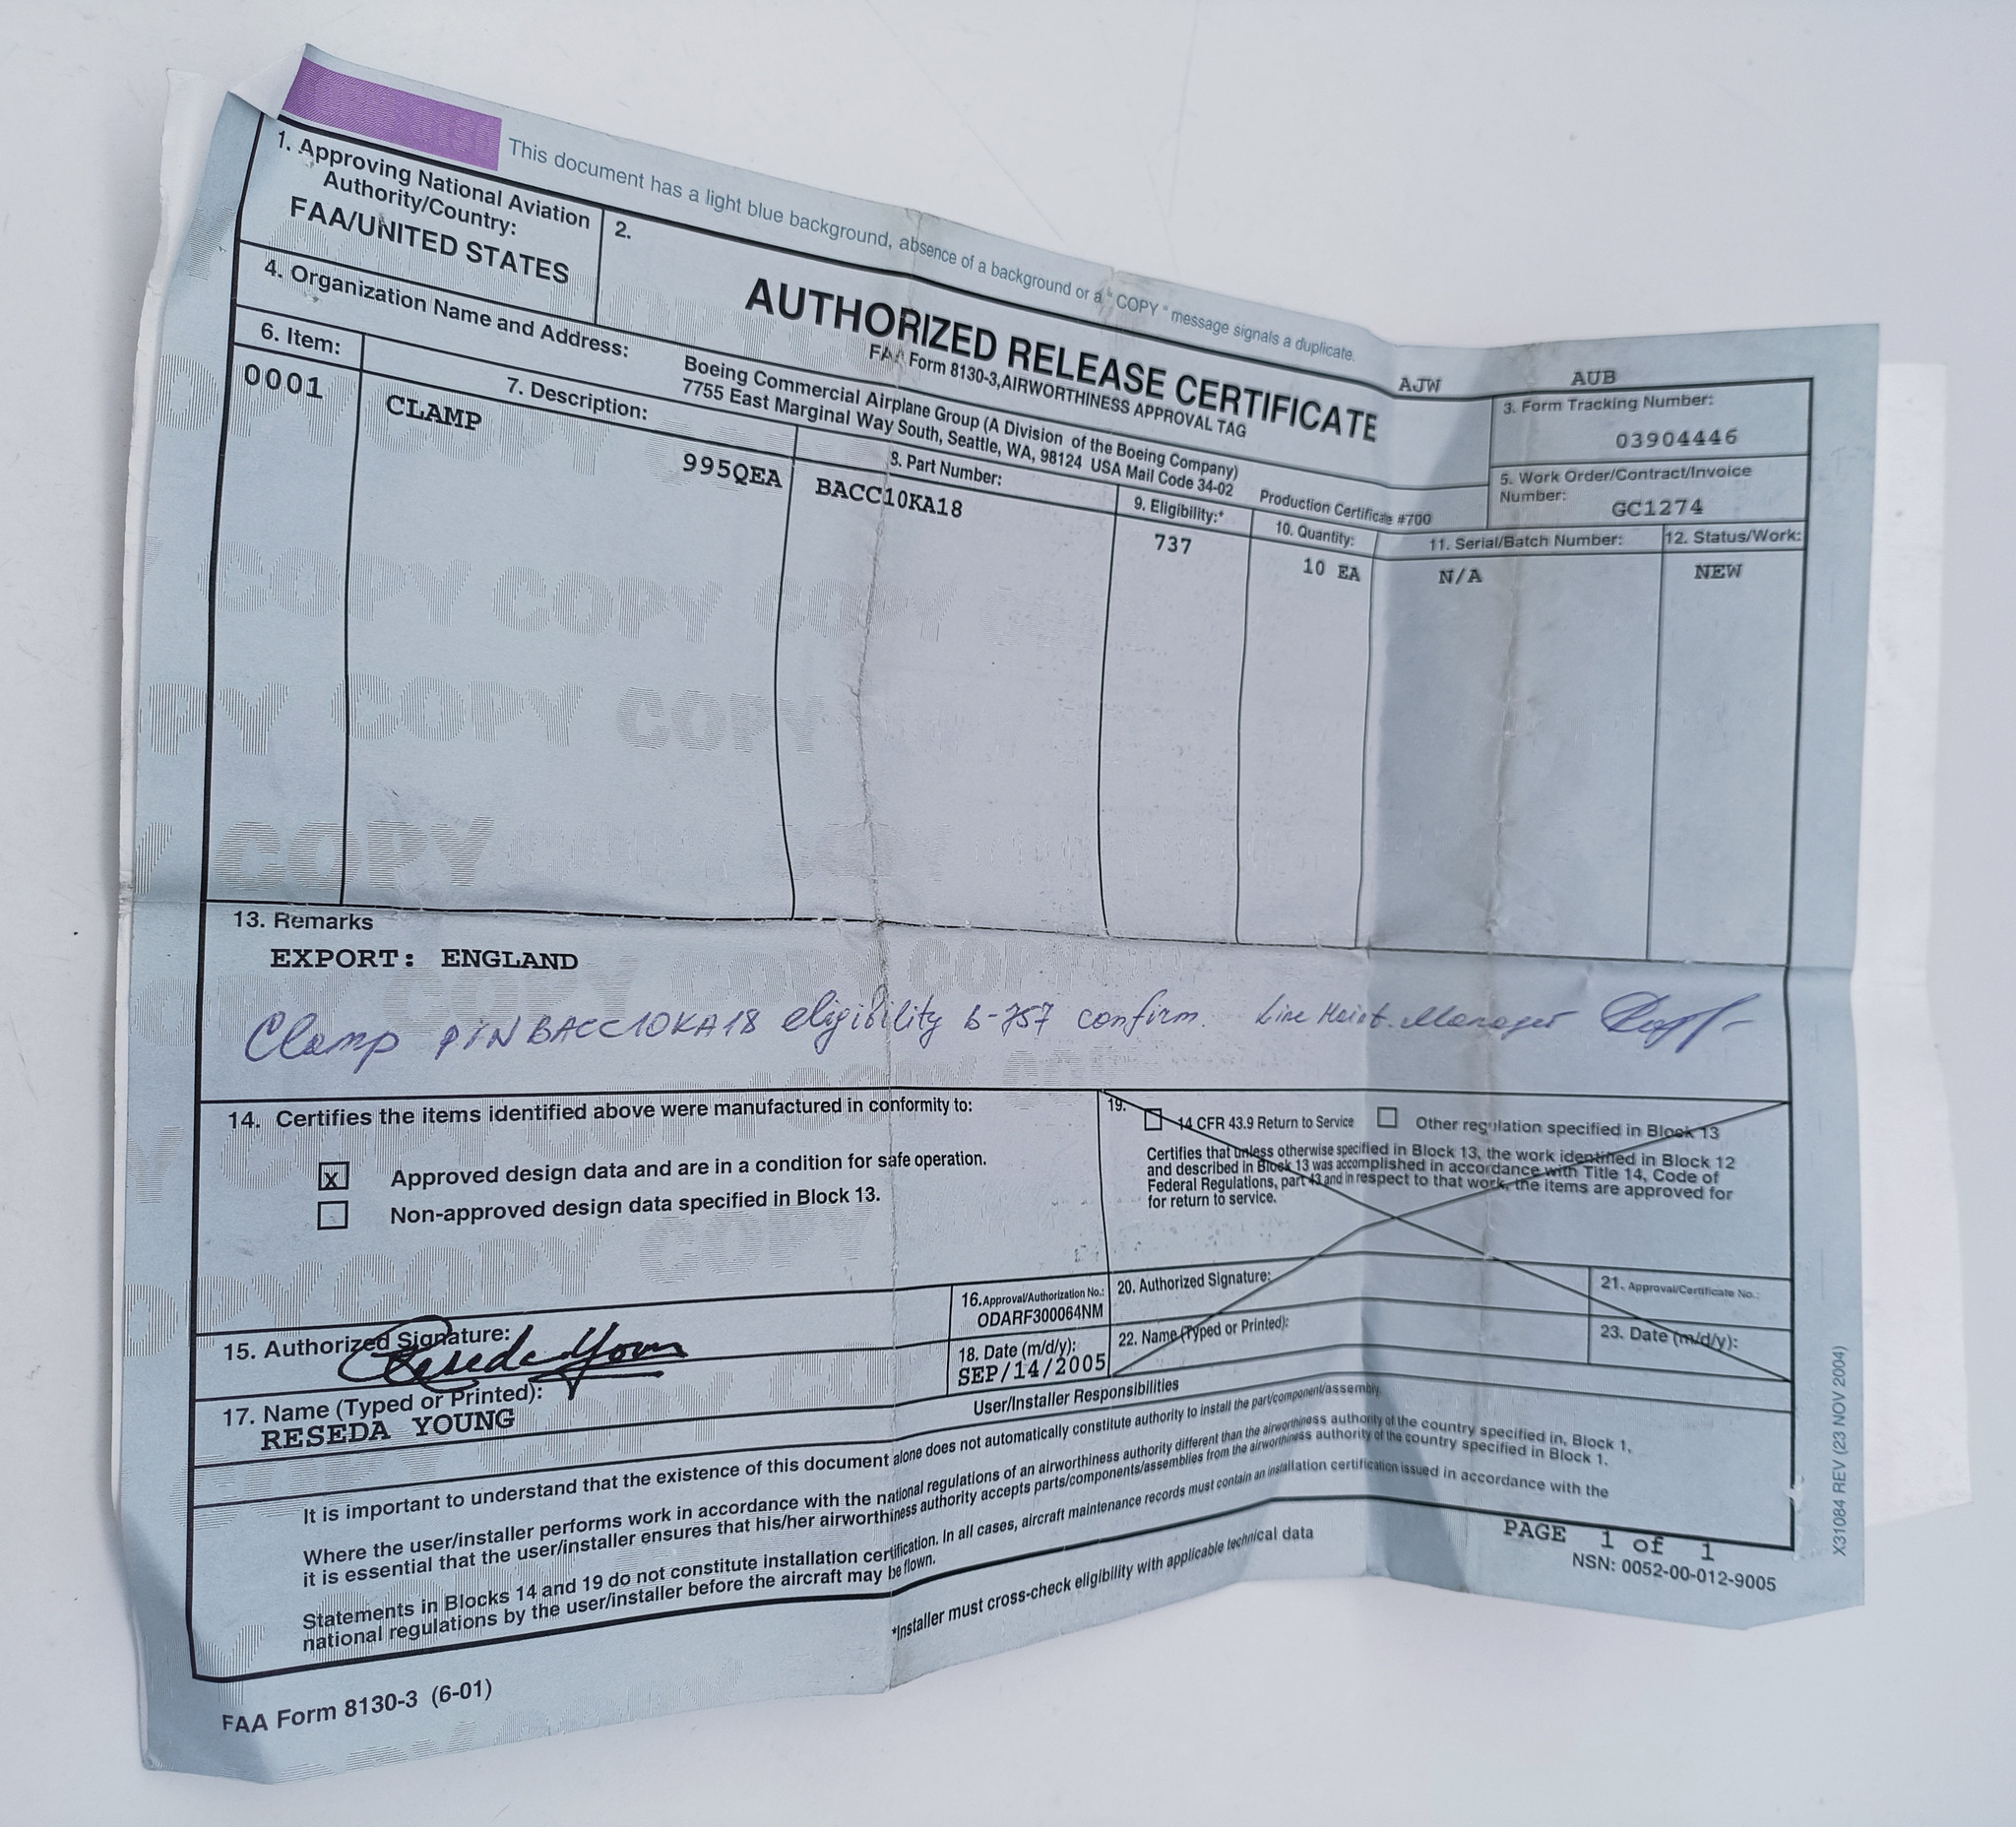 This document has a light blue background, absence of a background or a " COPY " message signals a duplicate.
AJW AUB
1. Approving National Aviation
Authority/Country:
FAA/UNITED STATES
2.
AUTHORIZED RELEASE CERTIFICATE
FAA Form 8130-3,AIRWORTHINESS APPROVAL TAG
3. Form Tracking Number:
03904446
4. Organization Name and Address:
Boeing Commercial Airplane Group (A Division of the Boeing Company)
7755 East Marginal Way South, Seattle, WA, 98124 USA Mail Code 34-02
Production Certificate #700
5. Work Order/Contract/Invoice
Number:
GC1274
6. Item: 7. Description: 8. Part Number: 9. Eligibility:* 10. Quantity: 11. Serial/Batch Number: 12. Status/Work:
0001 CLAMP 995QEA BACC10KA18 737 10 EA N/A NEW
COPY COPY COPY
COPY COPY COPY
COPY COPY
COPY
13. Remarks
EXPORT: ENGLAND
Clamp P/N BACC10KA18 eligibility b-757 confirm. Line Maint. Manager
14. Certifies the items identified above were manufactured in conformity to:
x Approved design data and are in a condition for safe operation.
Non-approved design data specified in Block 13.
19.
14 CFR 43.9 Return to Service Other regulation specified in Block 13
Certifies that unless otherwise specified in Block 13, the work identified in Block 12
and described in Block 13 was accomplished in accordance with Title 14, Code of
Federal Regulations, part 43 and in respect to that work, the items are approved for
for return to service.
15. Authorized Signature:
Reseda Young
16.Approval/Authorization No.:
ODARF300064NM
20. Authorized Signature:
21. Approval/Certificate No.:
17. Name (Typed or Printed):
RESEDA YOUNG
18. Date (m/d/y):
SEP/14/2005
22. Name (Typed or Printed):
23. Date (m/d/y):
User/Installer Responsibilities
It is important to understand that the existence of this document alone does not automatically constitute authority to install the part/component/assembly.
Where the user/installer performs work in accordance with the national regulations of an airworthiness authority different than the airworthiness authority of the country specified in, Block 1,
it is essential that the user/installer ensures that his/her airworthiness authority accepts parts/components/assemblies from the airworthiness authority of the country specified in Block 1.
Statements in Blocks 14 and 19 do not constitute installation certification. In all cases, aircraft maintenance records must contain an installation certification issued in accordance with the
national regulations by the user/installer before the aircraft may be flown.
PAGE 1 of 1
*Installer must cross-check eligibility with applicable technical data
NSN: 0052-00-012-9005
FAA Form 8130-3 (6-01)
X31084 REV (23 NOV 2004)